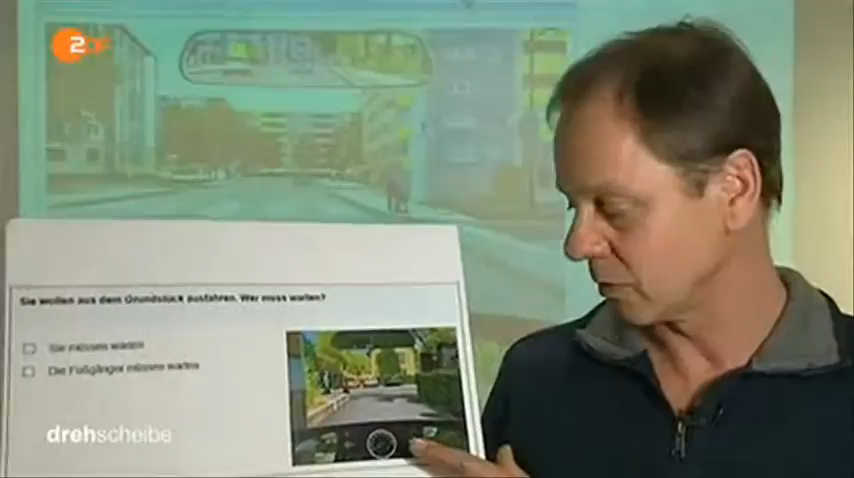 2DF
Sie wollen aus dem Grundstück ausfahren. Wer muss warten?
Sie müssen warten
Die Fußgänger müssen warten
drehscheibe